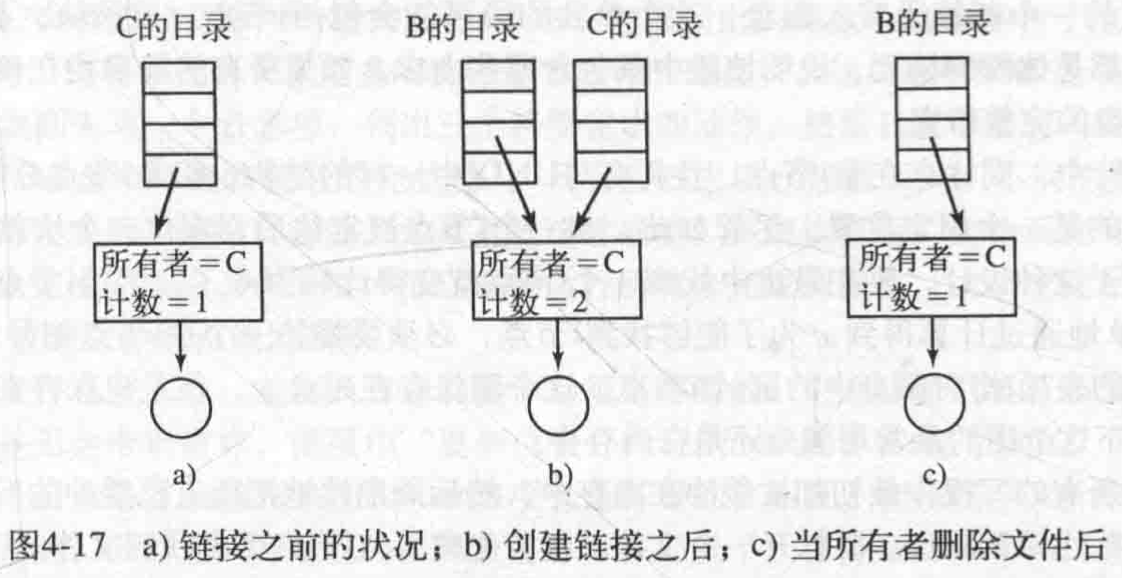 C的目录
B的目录
C的目录
B的目录
所有者=C
计数=1
所有者=C
计数=2
所有者=C
计数=1
a)
b)
c)
图4-17 a) 链接之前的状况；b) 创建链接之后；c) 当所有者删除文件后